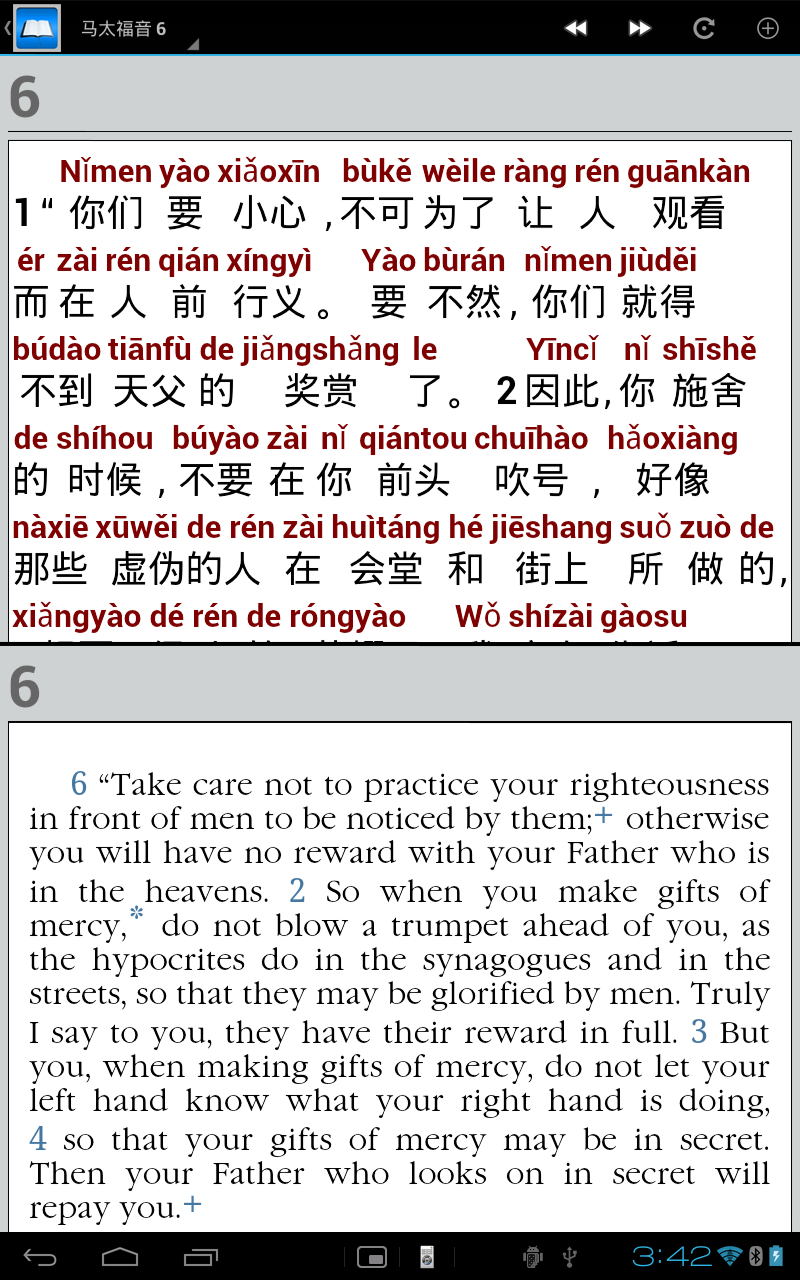 马太福音 6
6
Nǐmen yào xiǎoxīn bùkě wèile ràng rén guānkàn
1 “ 你们 要 小心 , 不可 为了 让 人 观看
ér zài rén qián xíngyì Yào bùrán nǐmen jiùděi
而 在 人 前 行义 。 要 不然 , 你们 就得
búdào tiānfù de jiǎngshǎng le Yīncǐ nǐ shīshě
不到 天父 的 奖赏 了 。 2 因此 , 你 施舍
de shíhou búyào zài nǐ qiántou chuīhào hǎoxiàng
的 时候 , 不要 在 你 前头 吹号 , 好像
nàxiē xūwěi de rén zài huìtáng hé jiēshang suǒ zuò de
那些 虚伪 的 人 在 会堂 和 街上 所 做 的 ,
xiǎngyào dé rén de róngyào Wǒ shízài gàosu
6
6 “Take care not to practice your righteousness
in front of men to be noticed by them;+ otherwise
you will have no reward with your Father who is
in the heavens. 2 So when you make gifts of
mercy,* do not blow a trumpet ahead of you, as
the hypocrites do in the synagogues and in the
streets, so that they may be glorified by men. Truly
I say to you, they have their reward in full. 3 But
you, when making gifts of mercy, do not let your
left hand know what your right hand is doing,
4 so that your gifts of mercy may be in secret.
Then your Father who looks on in secret will
repay you.+
3:42